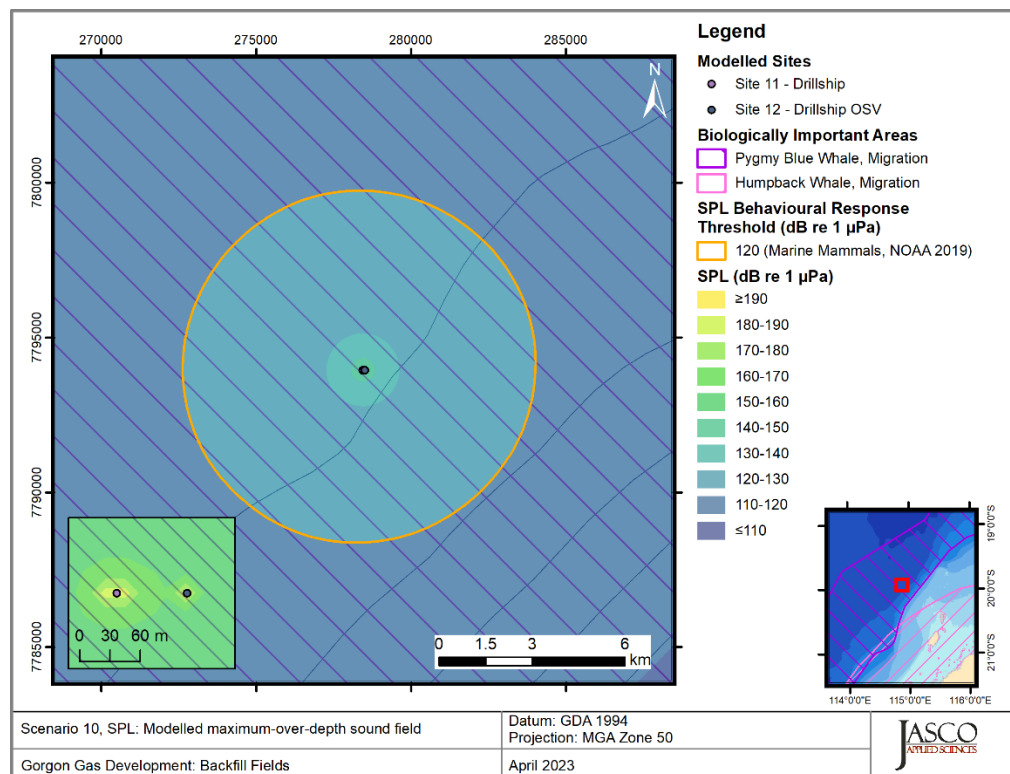 270000 275000 280000 285000
7800000
7795000
7790000
7785000
N
0 30 60 m
0 1.5 3 6
km
Legend
Modelled Sites
Site 11 - Drillship
Site 12 - Drillship OSV
Biologically Important Areas
Pygmy Blue Whale, Migration
Humpback Whale, Migration
SPL Behavioural Response
Threshold (dB re 1 µPa)
120 (Marine Mammals, NOAA 2019)
SPL (dB re 1 µPa)
≥190
180-190
170-180
160-170
150-160
140-150
130-140
120-130
110-120
≤110
19°0'0"S
20°0'0"S
21°0'0"S
114°0'0"E 115°0'0"E 116°0'0"E
Scenario 10, SPL: Modelled maximum-over-depth sound field
Datum: GDA 1994
Projection: MGA Zone 50
Gorgon Gas Development: Backfill Fields
April 2023
JASCO
APPLIED SCIENCES